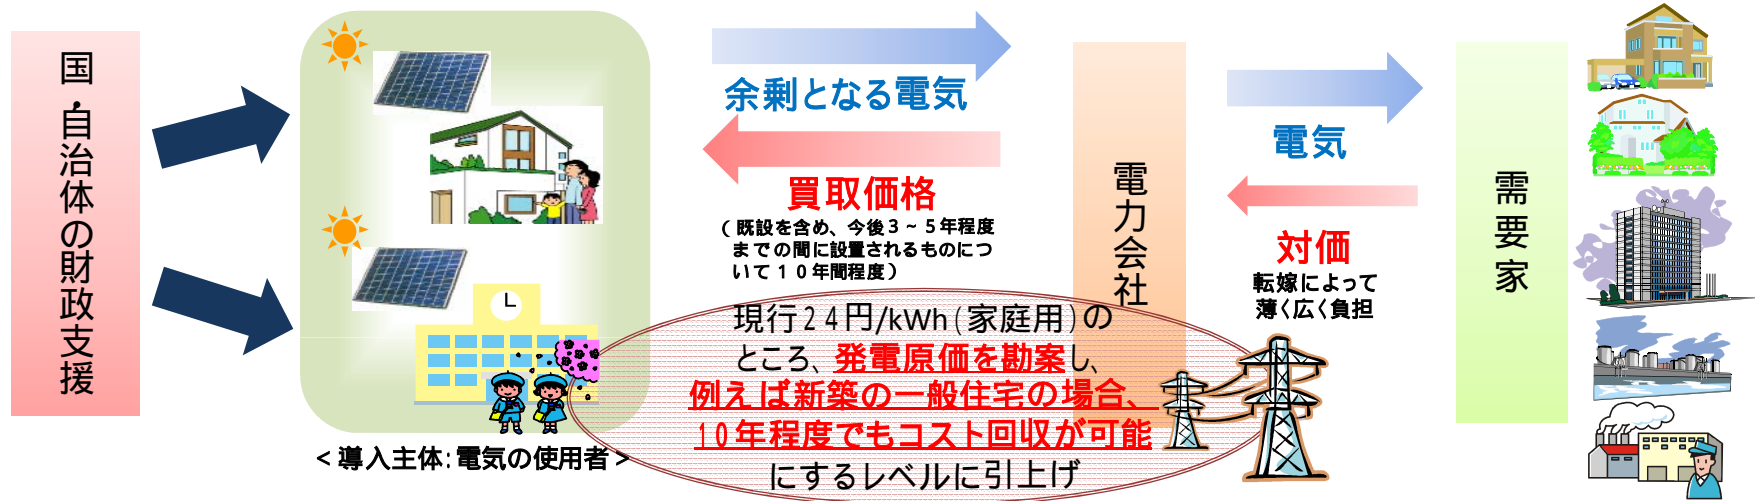 国・自治体の財政支援
<導入主体:電気の使用者>
余剰となる電気
買取価格
(既設を含め、今後3~5年程度
までの間に設置されるものにつ
いて10年間程度)
現行24円/kWh(家庭用)の
ところ、発電原価を勘案し、
例えば新築の一般住宅の場合、
10年程度でもコスト回収が可能
にするレベルに引上げ
電力会社
電気
対価
転嫁によって
薄く広く負担
需要家